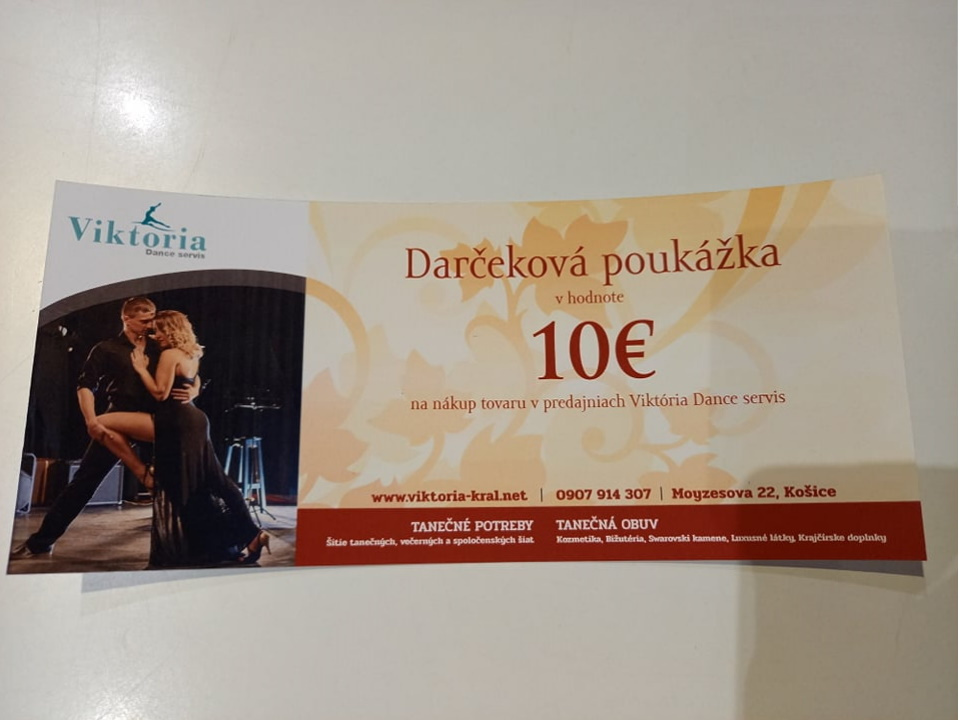 Viktoria
Dance servis
Darčeková poukážka
v hodnote
10€
na nákup tovaru v predajniach Viktória Dance servis
www.viktoria-kral.net | 0907 914 307 | Moyzesova 22, Košice
TANEČNÉ POTREBY TANEČNÁ OBUV
Šitie tanečných, večerných a spoločenských šiat Kozmetika, Bižutéria, Swarovski kamene, Luxusné látky, Krajčírske doplnky